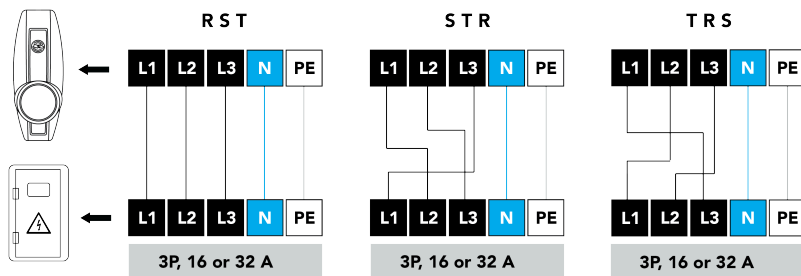 R S T S T R T R S
L1 L2 L3 N PE L1 L2 L3 N PE L1 L2 L3 N PE
L1 L2 L3 N PE L1 L2 L3 N PE L1 L2 L3 N PE
3P, 16 or 32 A 3P, 16 or 32 A 3P, 16 or 32 A